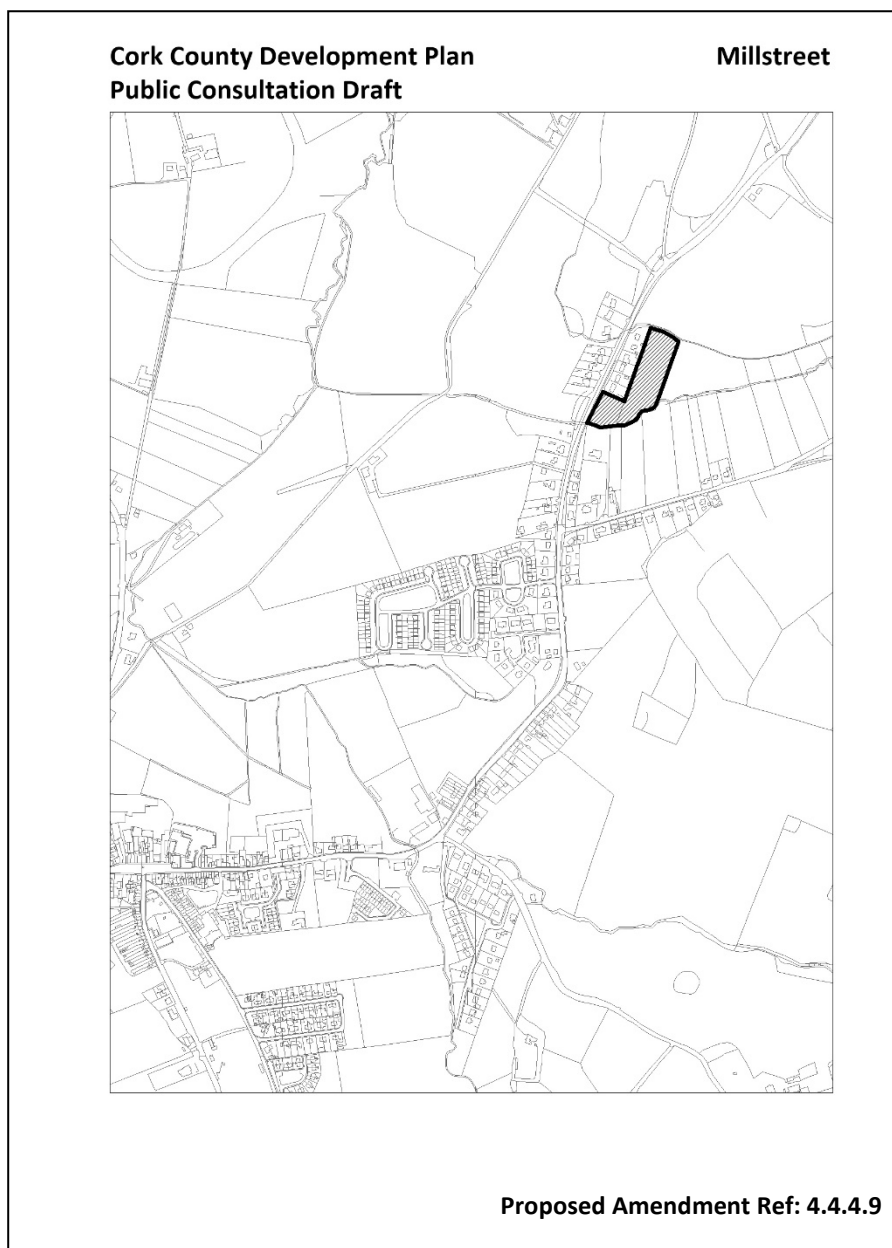 Cork County Development Plan Millstreet
Public Consultation Draft
Proposed Amendment Ref: 4.4.4.9